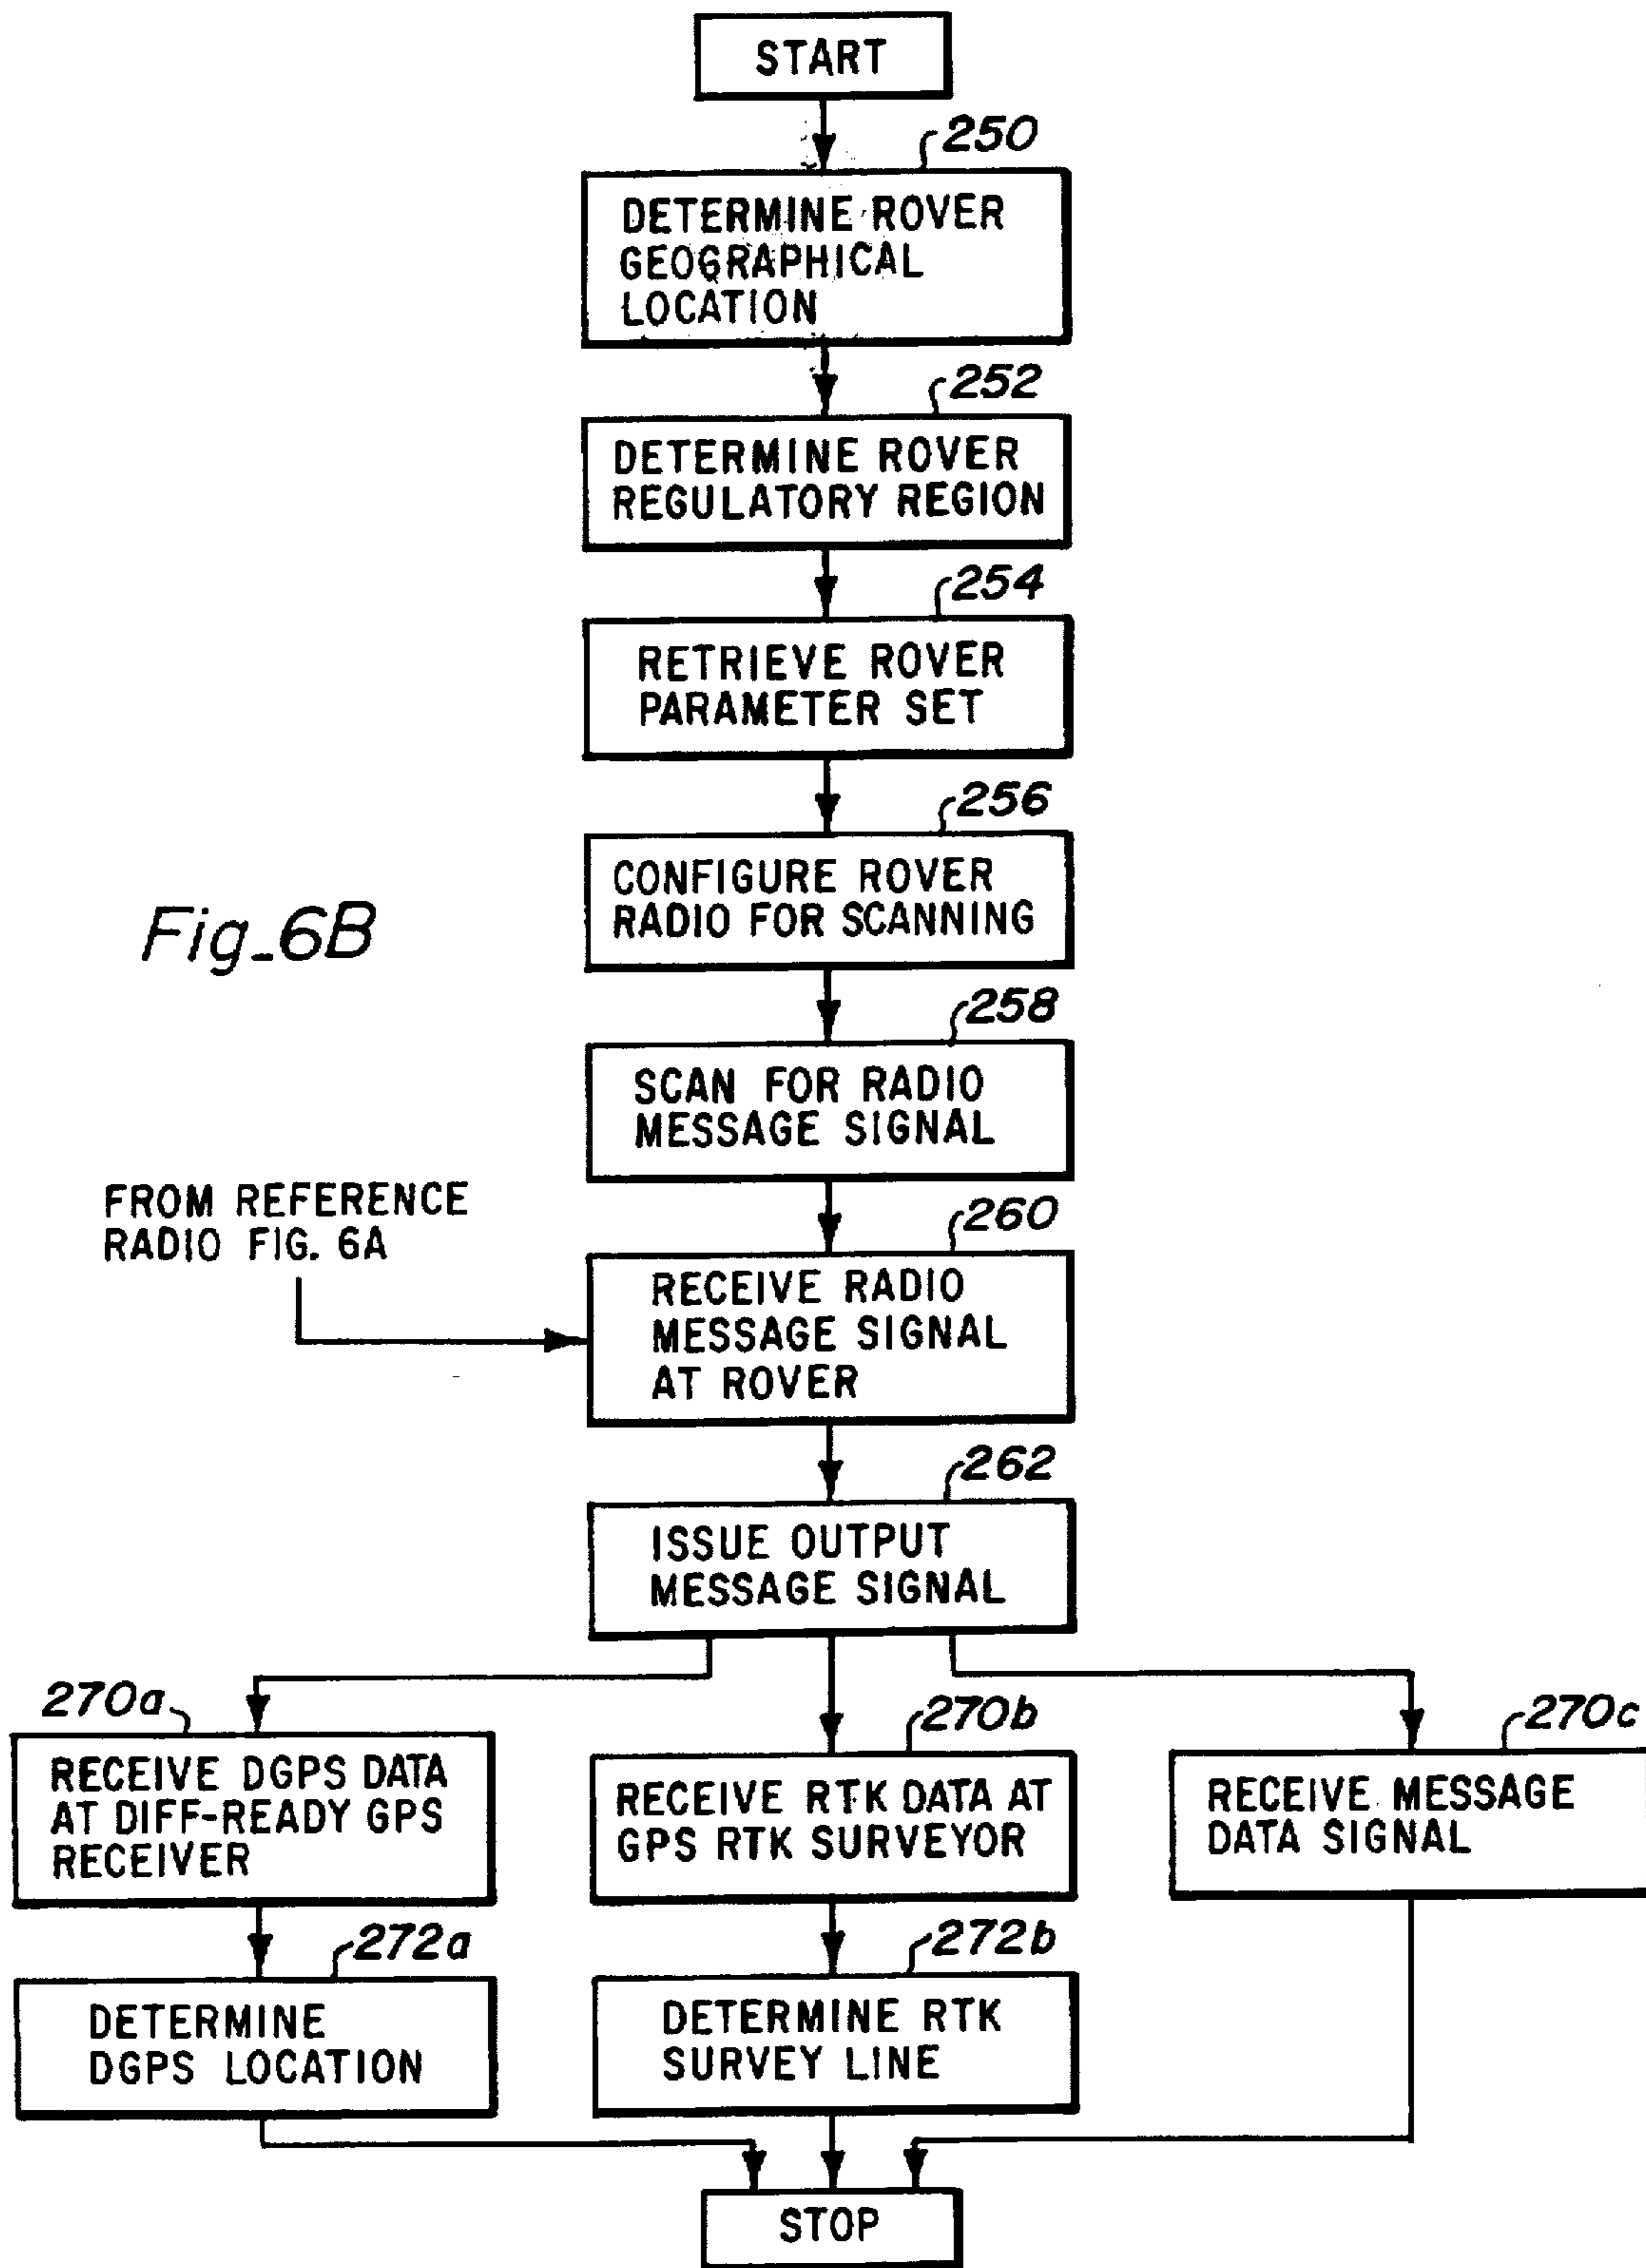 START
250
DETERMINE ROVER
GEOGRAPHICAL
LOCATION
252
DETERMINE ROVER
REGULATORY REGION
254
RETRIEVE ROVER
PARAMETER SET
256
CONFIGURE ROVER
RADIO FOR SCANNING
Fig_6B
258
SCAN FOR RADIO
MESSAGE SIGNAL
FROM REFERENCE
RADIO FIG. 6A
260
RECEIVE RADIO
MESSAGE SIGNAL
AT ROVER
262
ISSUE OUTPUT
MESSAGE SIGNAL
270a
RECEIVE DGPS DATA
AT DIFF-READY GPS
RECEIVER
270b
RECEIVE RTK DATA AT
GPS RTK SURVEYOR
270c
RECEIVE MESSAGE
DATA SIGNAL
272a
DETERMINE
DGPS LOCATION
272b
DETERMINE RTK
SURVEY LINE
STOP